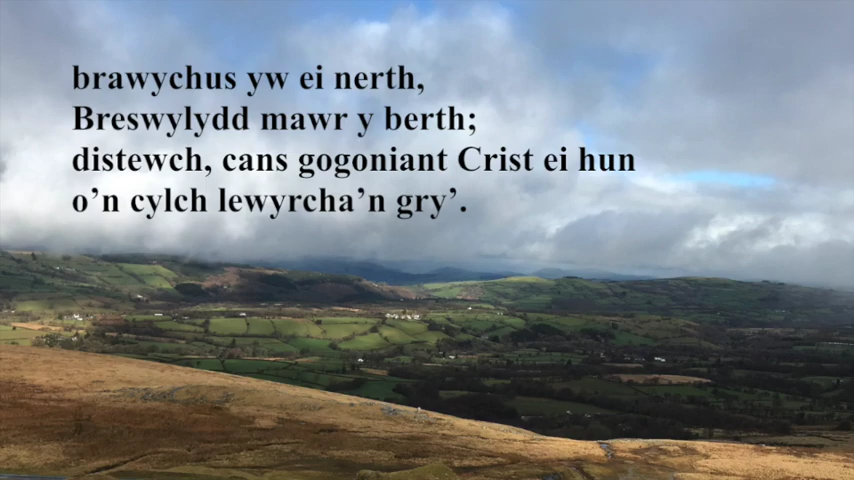 brawychus yw ei nerth,
Breswylydd mawr y berth;
distewch, cans gogoniant Crist ei hun
o’n cylch lewyrcha’n gry’.